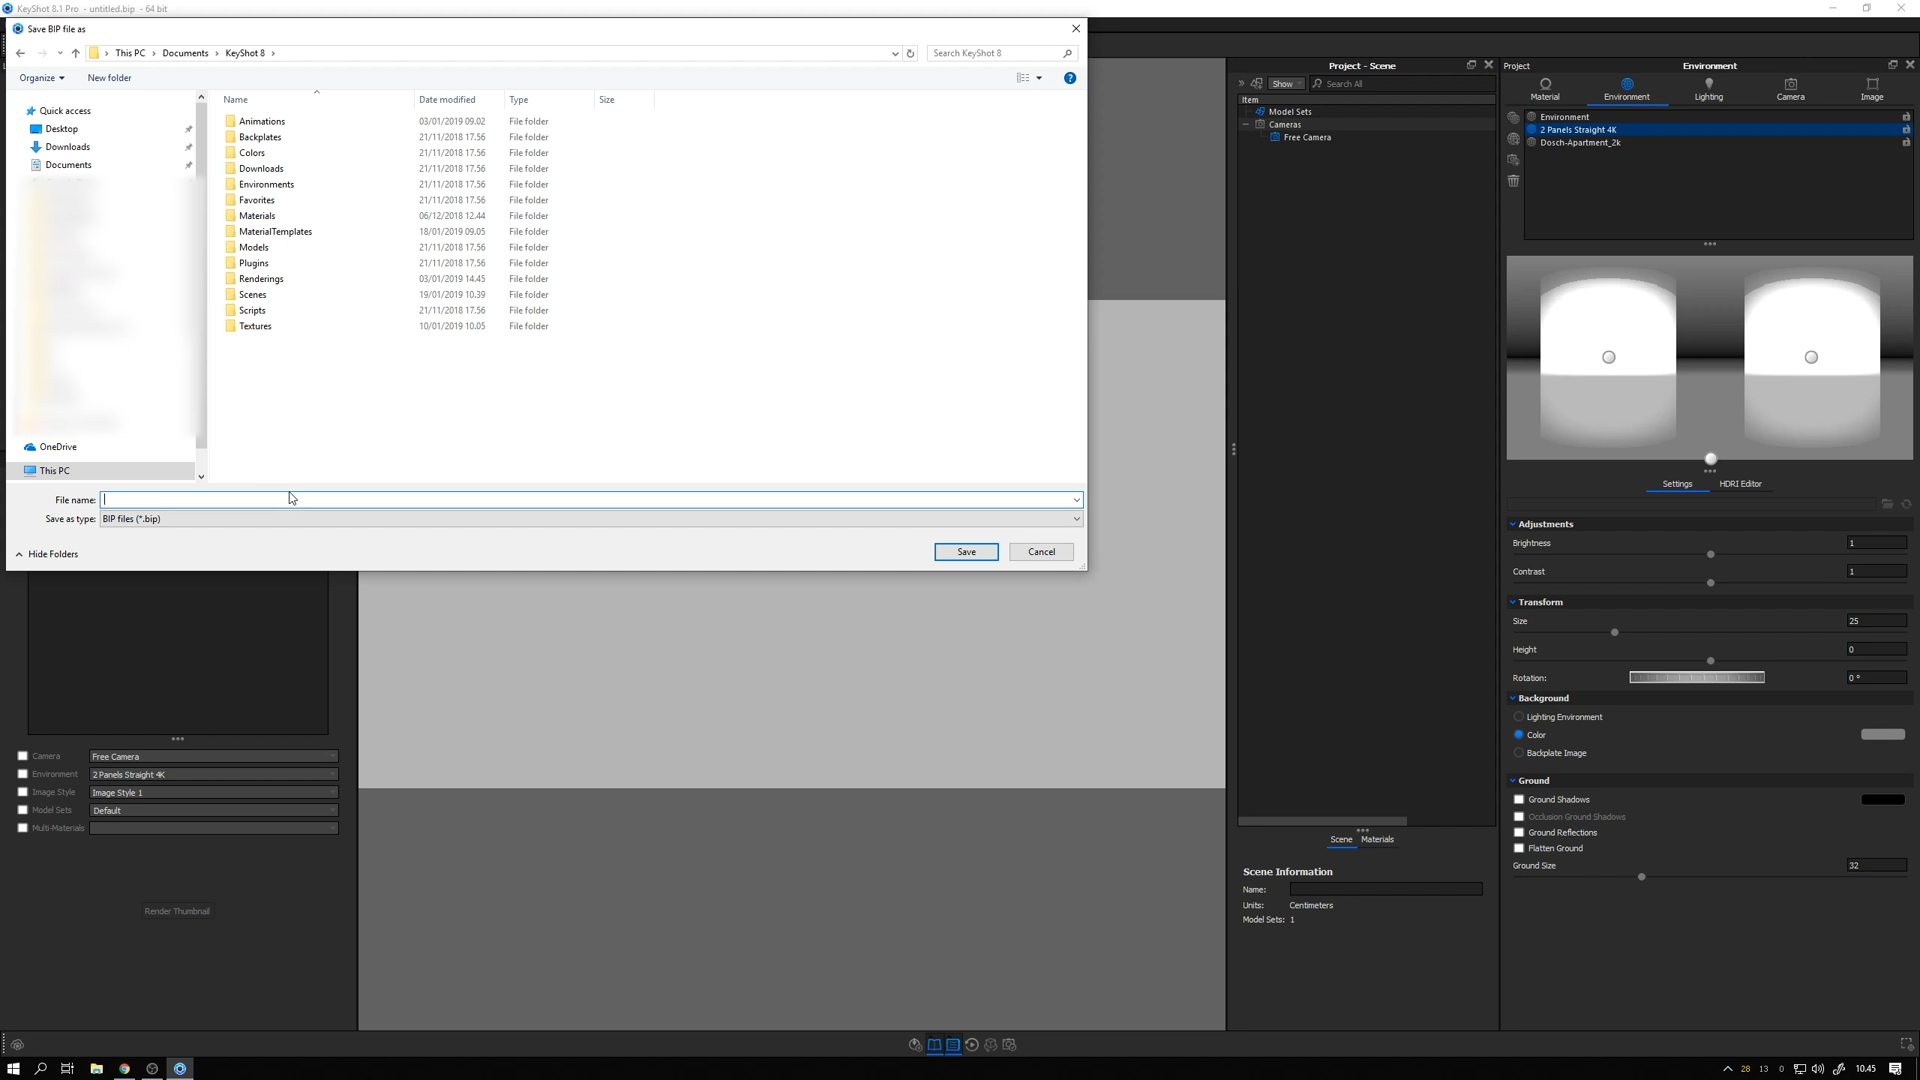 KeyShot 8.1 Pro - untitled.bip - 64 bit
Save BIP file as
This PC > Documents > KeyShot 8 >
Search KeyShot 8
Organize
New folder
Quick access
Desktop
Downloads
Documents
OneDrive
This PC
Name Date modified Type Size
Animations 03/01/2019 09.02 File folder
Backplates 21/11/2018 17.56 File folder
Colors 21/11/2018 17.56 File folder
Downloads 21/11/2018 17.56 File folder
Environments 21/11/2018 17.56 File folder
Favorites 21/11/2018 17.56 File folder
Materials 06/12/2018 12.44 File folder
MaterialTemplates 18/01/2019 09.05 File folder
Models 21/11/2018 17.56 File folder
Plugins 21/11/2018 17.56 File folder
Renderings 03/01/2019 14.45 File folder
Scenes 19/01/2019 10.39 File folder
Scripts 21/11/2018 17.56 File folder
Textures 10/01/2019 10.05 File folder
File name:
Save as type: BIP files (*.bip)
Hide Folders
Save
Cancel
Camera Free Camera
Environment 2 Panels Straight 4K
Image Style Image Style 1
Model Sets Default
Multi-Materials
Render Thumbnail
Project - Scene
Show
Search All
Item
Model Sets
Cameras
Free Camera
Scene Materials
Scene Information
Name:
Units: Centimeters
Model Sets: 1
Project
Environment
Material Environment Lighting Camera Image
Environment
2 Panels Straight 4K
Dosch-Apartment_2k
Settings HDRI Editor
Adjustments
Brightness 1
Contrast 1
Transform
Size 25
Height 0
Rotation: 0 °
Background
Lighting Environment
Color
Backplate Image
Ground
Ground Shadows
Occlusion Ground Shadows
Ground Reflections
Flatten Ground
Ground Size 32
28 13 0
10.45